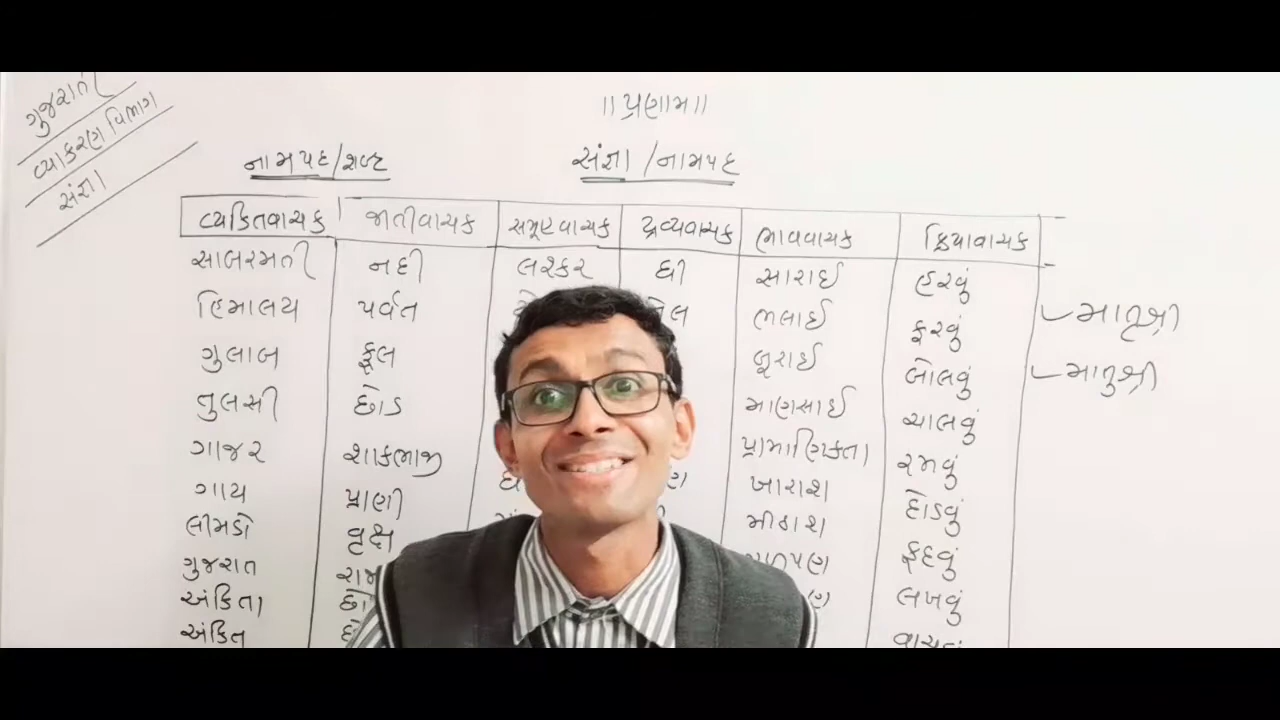 ગુજરાતી
વ્યાકરણ વિભાગ
સંજ્ઞા
॥પ્રણામ॥
નામપદ/શબ્દ
સંજ્ઞા /નામપદ
વ્યકિતવાચક જાતીવાચક સમૂહવાચક દ્રવ્યવાચક ભાવવાચક ક્રિયાવાચક
સાબરમતી નદી લશ્કર ઘી સારાઈ હરવું
હિમાલય પર્વત ભલાઈ ફરવું માતૃશ્રી
ગુલાબ ફૂલ બૂરાઈ બોલવું માતુશ્રી
તુલસી છોડ માણસાઈ ચાલવું
ગાજર શાકભાજી પ્રામાણિકતા રમવું
ગાય પ્રાણી ખારાશ દોડવું
લીમડો વૃક્ષ મીઠાશ કૂદવું
ગુજરાત લખવું
અંકિતા
અંકિત